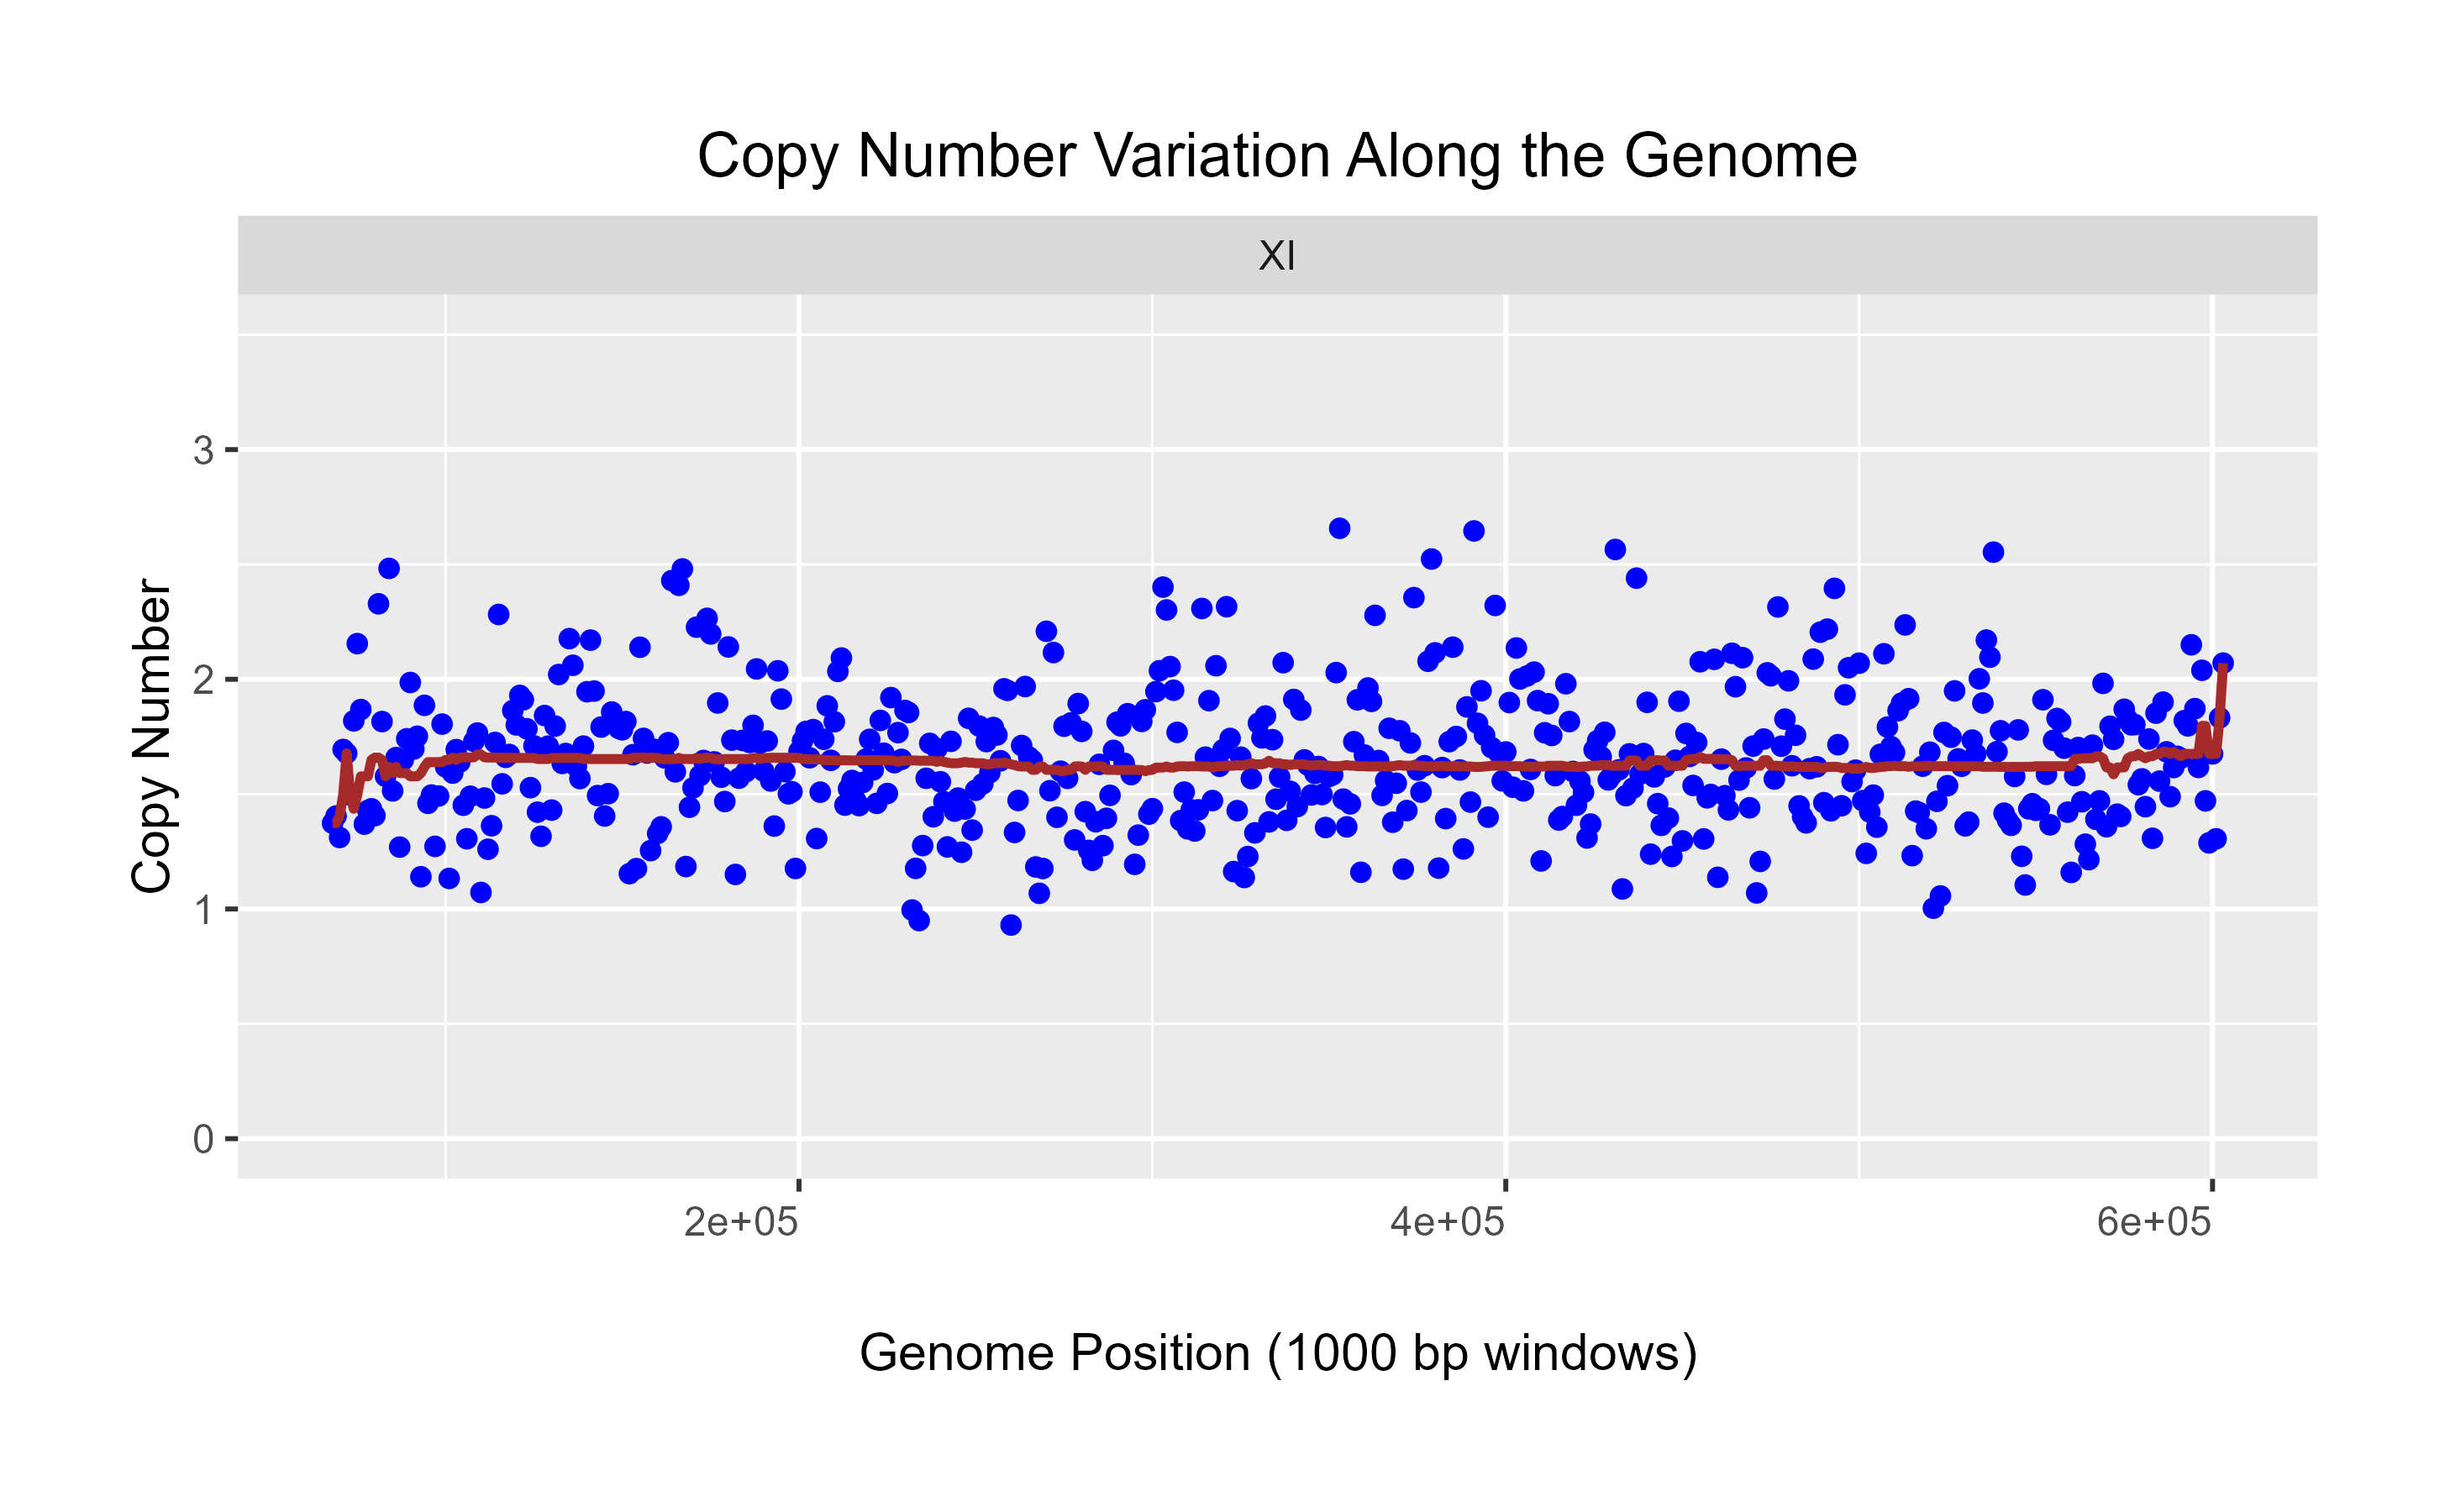 Copy Number Variation Along the Genome
XI
Copy Number
3
2
1
0
2e+05
4e+05
6e+05
Genome Position (1000 bp windows)